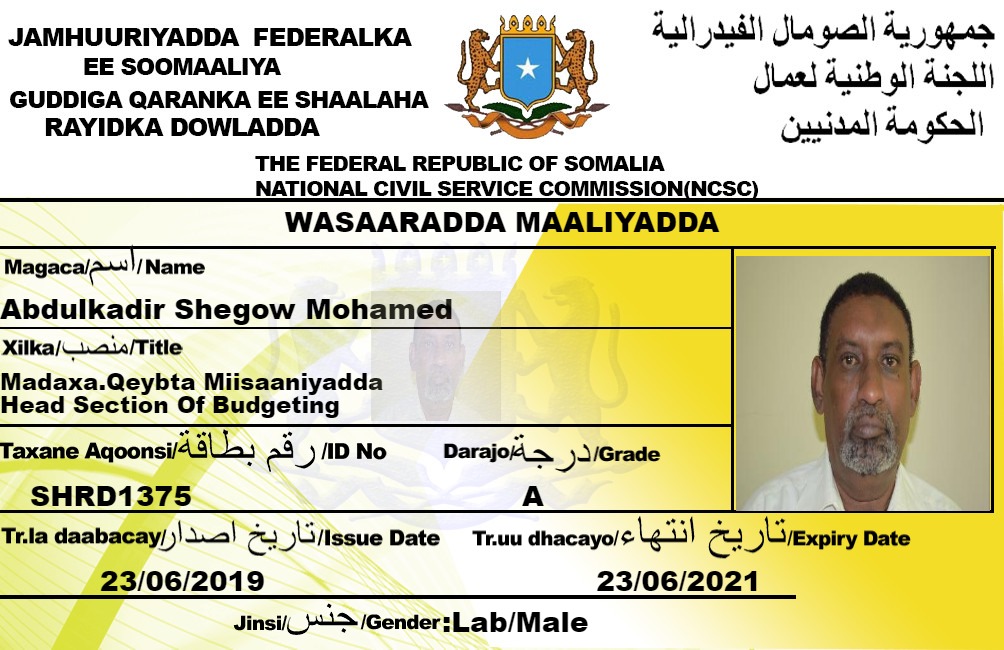 JAMHUURIYADDA FEDERALKA
EE SOOMAALIYA
GUDDIGA QARANKA EE SHAALAHA
RAYIDKA DOWLADDA
جمهورية الصومال الفيدرالية
اللجنة الوطنية لعمال
الحكومة المدنيين
THE FEDERAL REPUBLIC OF SOMALIA
NATIONAL CIVIL SERVICE COMMISSION(NCSC)
WASAARADDA MAALIYADDA
Magaca/اسم/Name
Abdulkadir Shegow Mohamed
Xilka/منصب/Title
Madaxa.Qeybta Miisaaniyadda
Head Section Of Budgeting
Taxane Aqoonsi/رقم بطاقة/ID No Darajo/درجة/Grade
SHRD1375 A
Tr.la daabacay/تاريخ اصدار/Issue Date Tr.uu dhacayo/تاريخ انتهاء/Expiry Date
23/06/2019 23/06/2021
Jinsi/جنس/Gender:Lab/Male